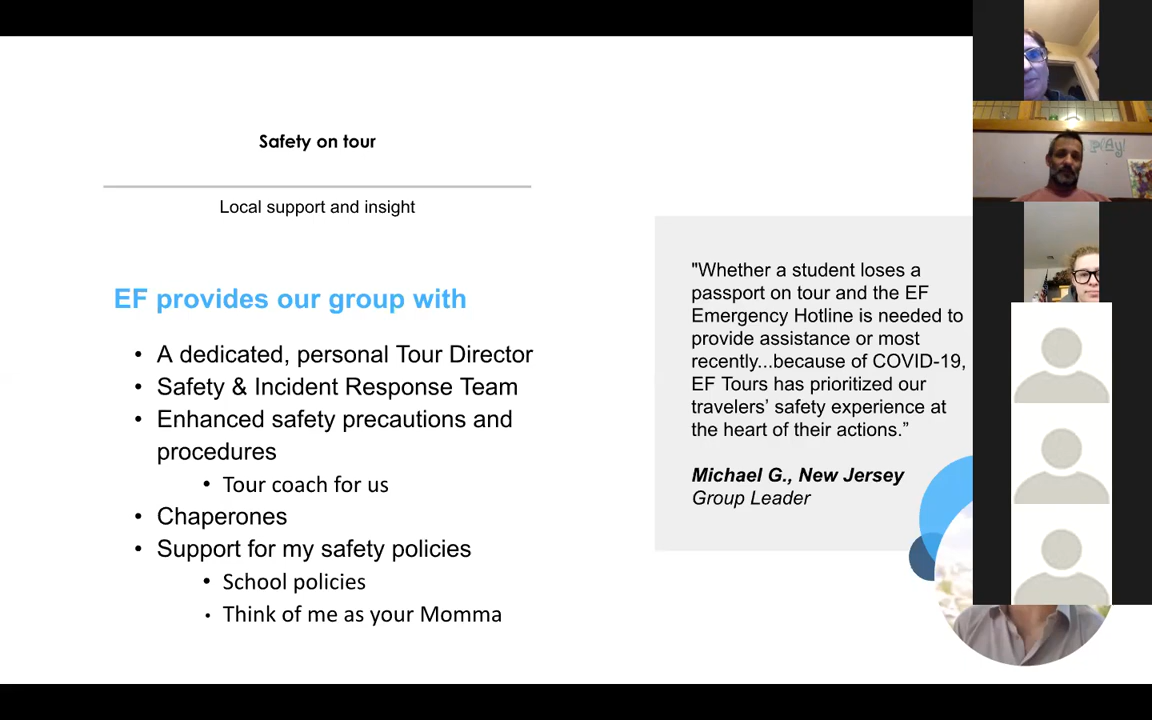 Safety on tour
Local support and insight
EF provides our group with
• A dedicated, personal Tour Director
• Safety & Incident Response Team
• Enhanced safety precautions and
procedures
• Tour coach for us
• Chaperones
• Support for my safety policies
• School policies
• Think of me as your Momma
"Whether a student loses a
passport on tour and the EF
Emergency Hotline is needed to
provide assistance or most
recently...because of COVID-19,
EF Tours has prioritized our
travelers’ safety experience at
the heart of their actions.”
Michael G., New Jersey
Group Leader
play!